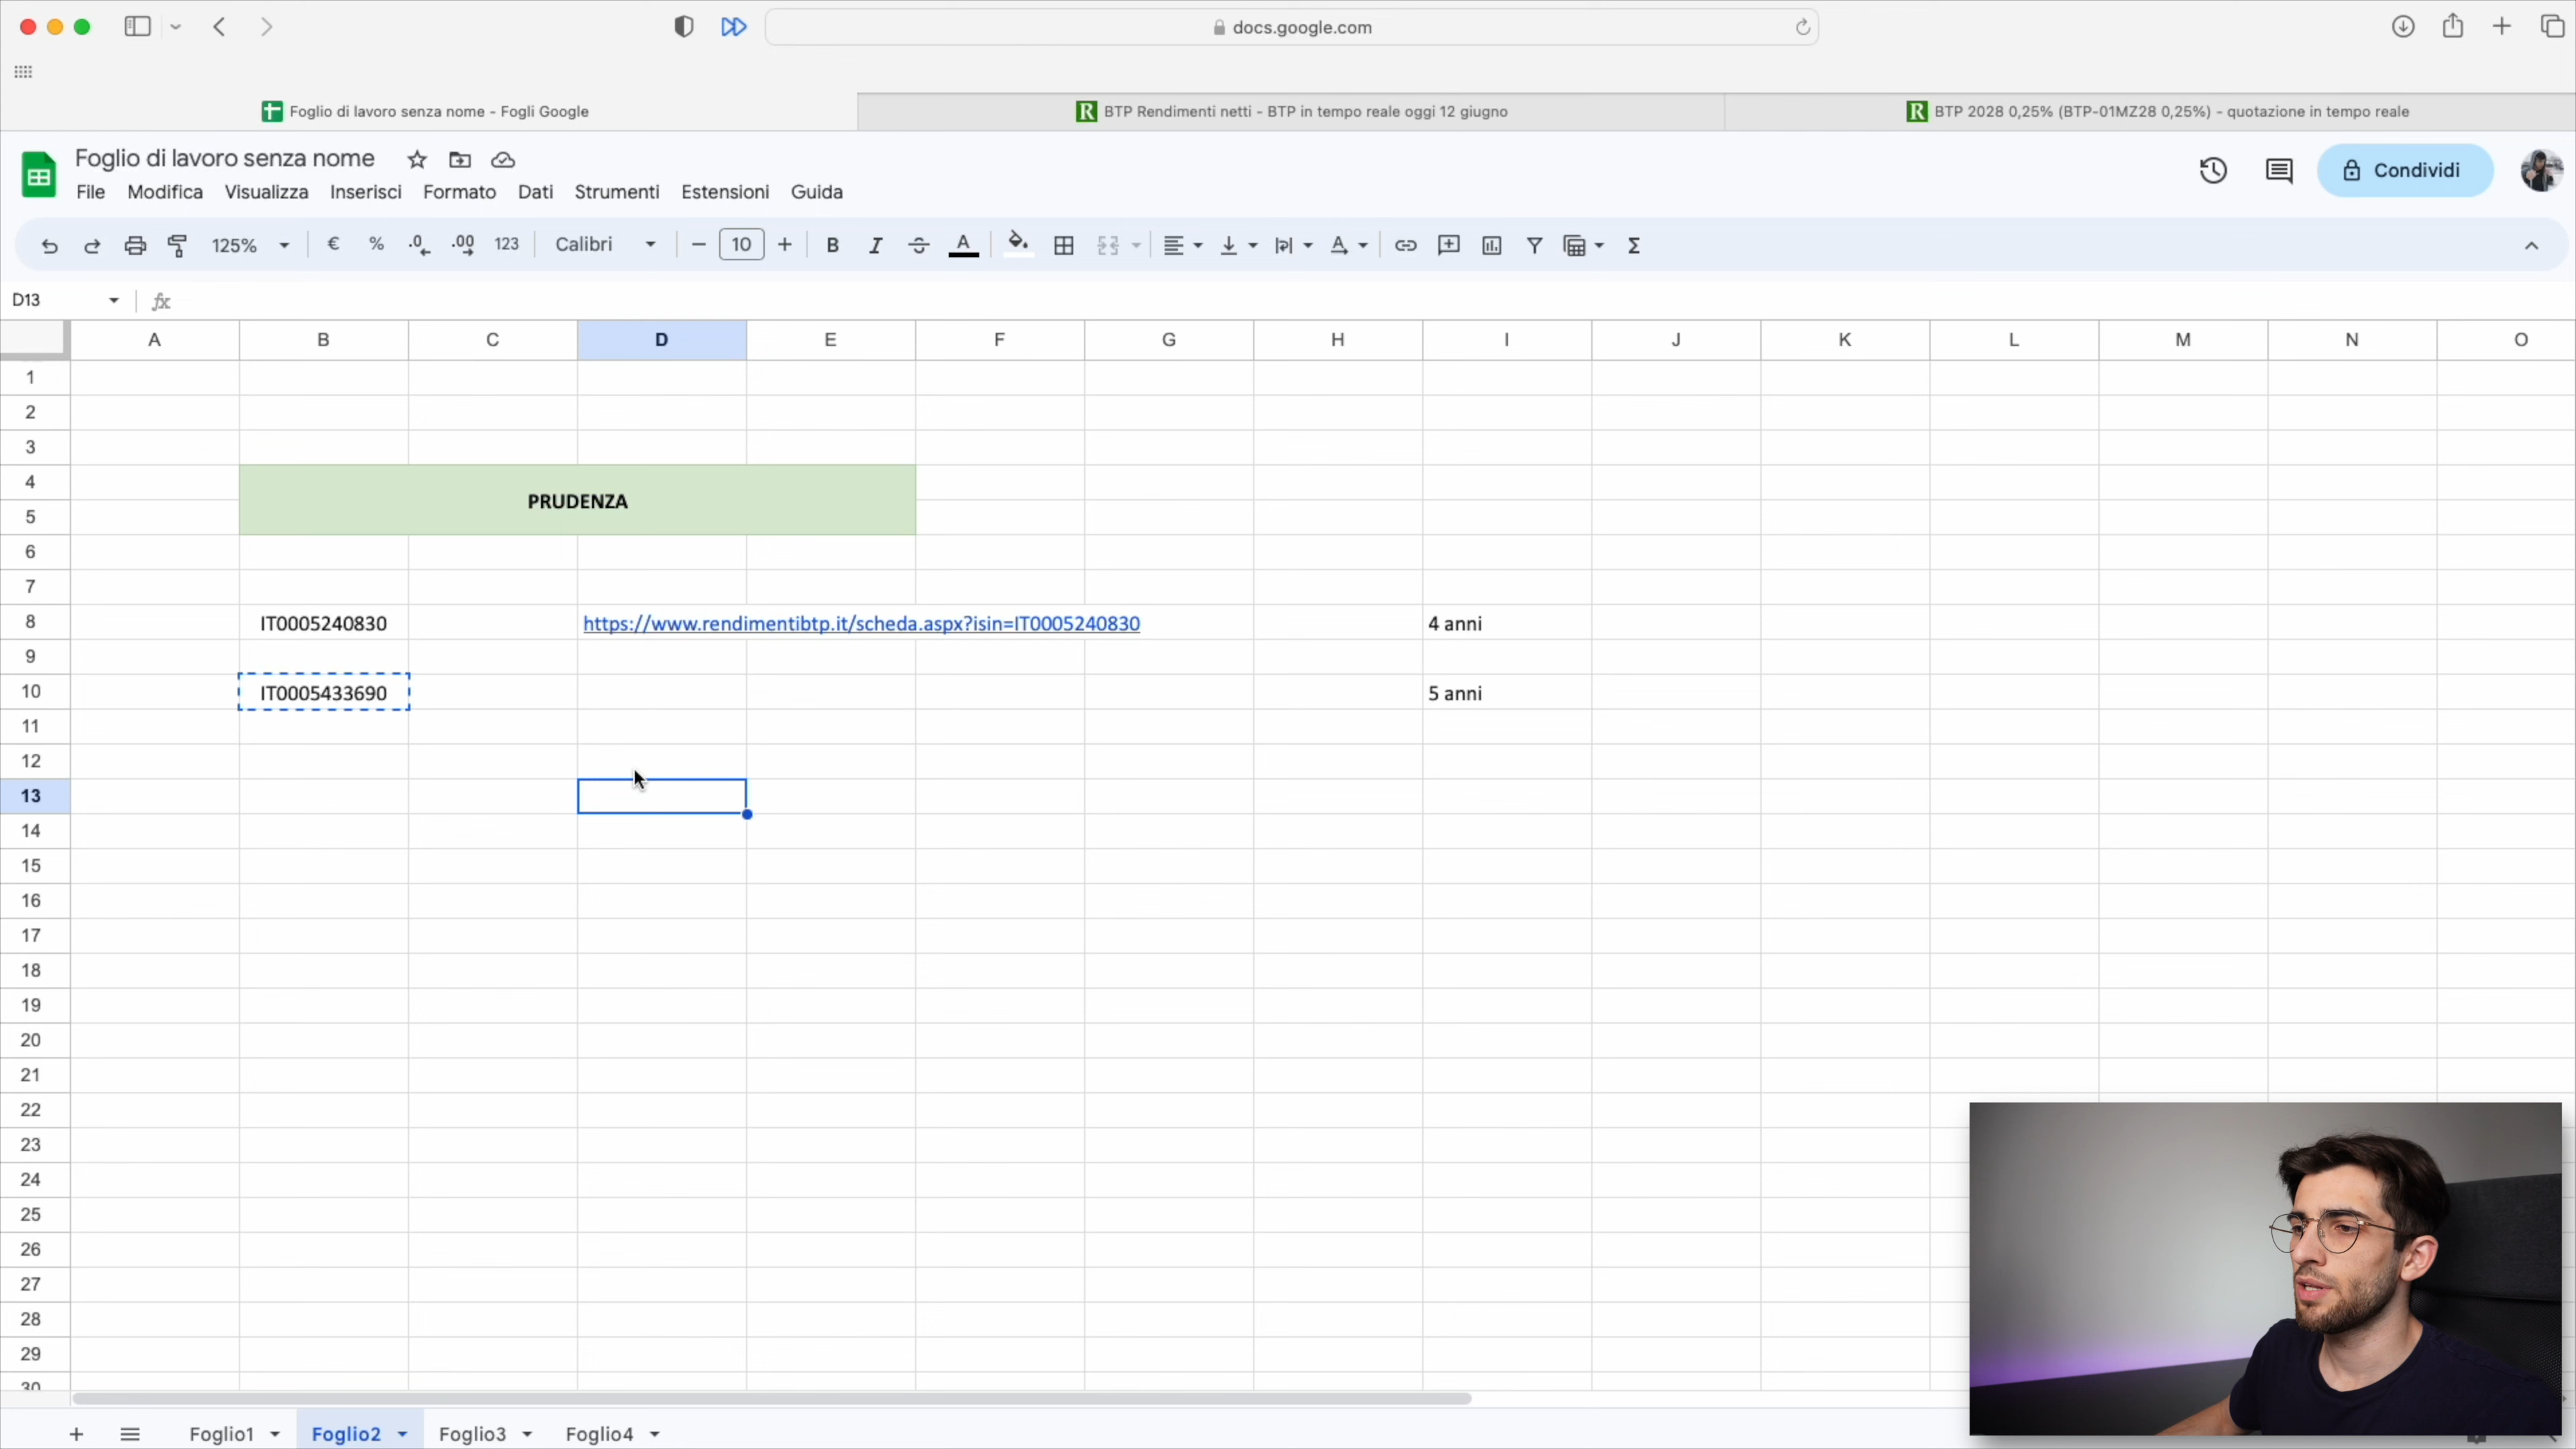 docs.google.com
Foglio di lavoro senza nome - Fogli Google
BTP Rendimenti netti - BTP in tempo reale oggi 12 giugno
BTP 2028 0,25% (BTP-01MZ28 0,25%) - quotazione in tempo reale
Foglio di lavoro senza nome
File Modifica Visualizza Inserisci Formato Dati Strumenti Estensioni Guida
Condividi
125% € % .0 .00 123 Calibri 10 B I A Σ
D13 fx
A B C D E F G H I J K L M N O
1
2
3
4
PRUDENZA
5
6
7
8 IT0005240830 https://www.rendimentibtp.it/scheda.aspx?isin=IT0005240830 4 anni
9
10 IT0005433690 5 anni
11
12
13
14
15
16
17
18
19
20
21
22
23
24
25
26
27
28
29
30
Foglio1 Foglio2 Foglio3 Foglio4